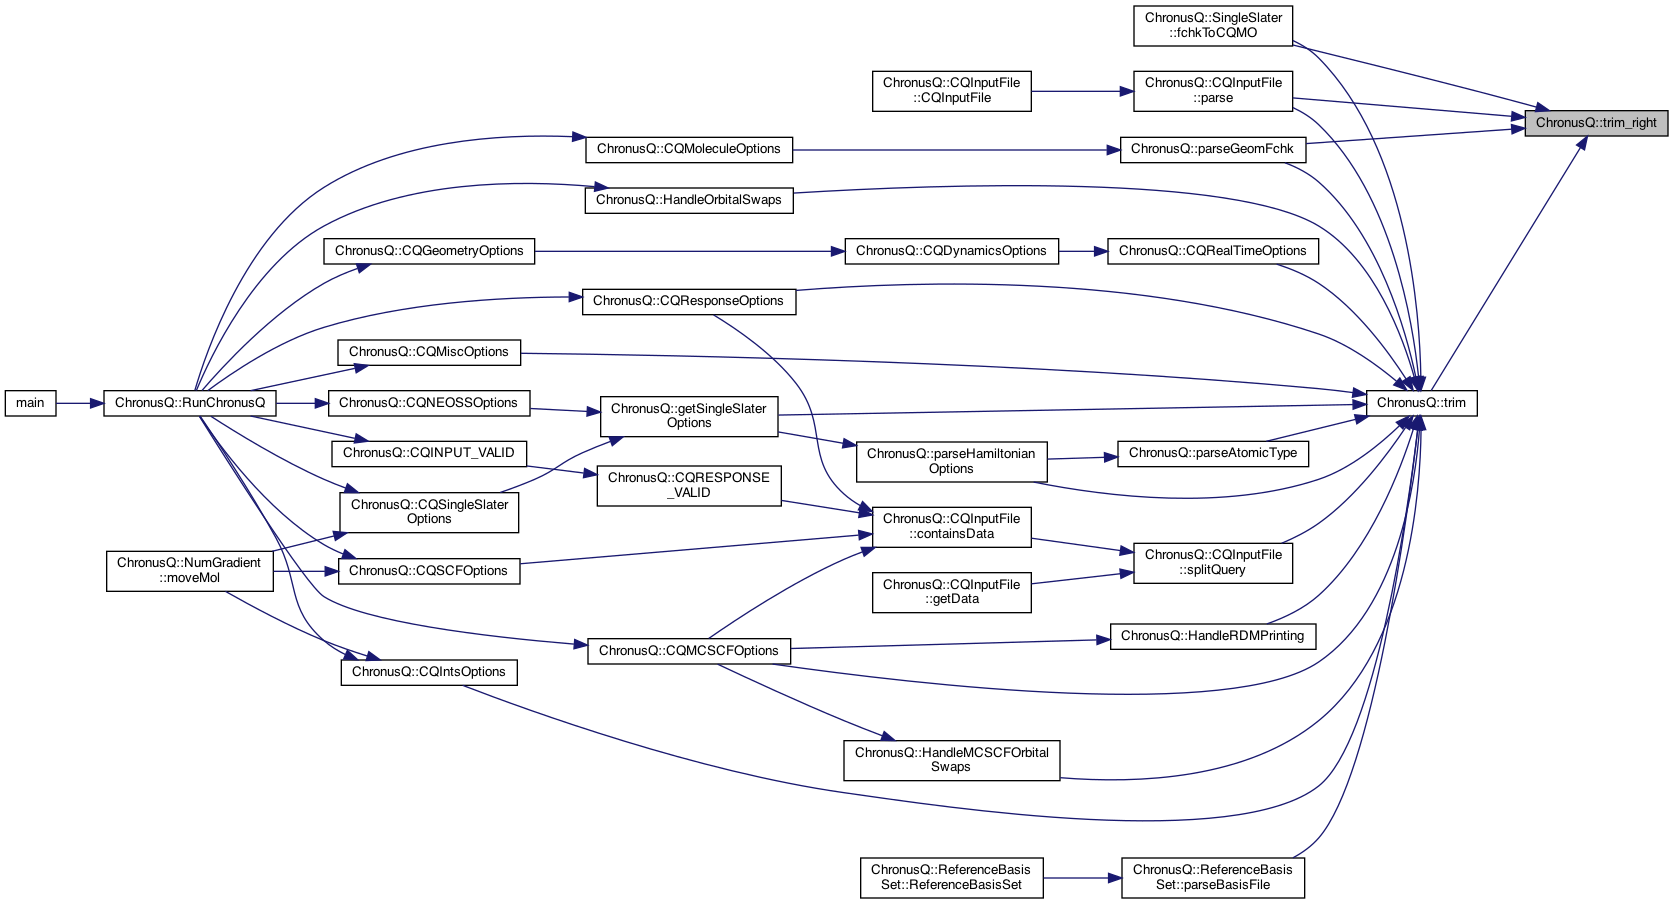 ChronusQ::SingleSlater
::fchkToCQMO
ChronusQ::CQInputFile
::CQInputFile
ChronusQ::CQInputFile
::parse
ChronusQ::trim_right
ChronusQ::CQMoleculeOptions
ChronusQ::parseGeomFchk
ChronusQ::HandleOrbitalSwaps
ChronusQ::CQGeometryOptions
ChronusQ::CQDynamicsOptions
ChronusQ::CQRealTimeOptions
ChronusQ::CQResponseOptions
ChronusQ::CQMiscOptions
main
ChronusQ::RunChronusQ
ChronusQ::CQNEOSSOptions
ChronusQ::getSingleSlater
Options
ChronusQ::trim
ChronusQ::CQINPUT_VALID
ChronusQ::parseHamiltonian
Options
ChronusQ::parseAtomicType
ChronusQ::CQRESPONSE
_VALID
ChronusQ::CQSingleSlater
Options
ChronusQ::CQInputFile
::containsData
ChronusQ::NumGradient
::moveMol
ChronusQ::CQSCFOptions
ChronusQ::CQInputFile
::splitQuery
ChronusQ::CQInputFile
::getData
ChronusQ::HandleRDMPrinting
ChronusQ::CQMCSCFOptions
ChronusQ::CQIntsOptions
ChronusQ::HandleMCSCFOrbital
Swaps
ChronusQ::ReferenceBasis
Set::ReferenceBasisSet
ChronusQ::ReferenceBasis
Set::parseBasisFile